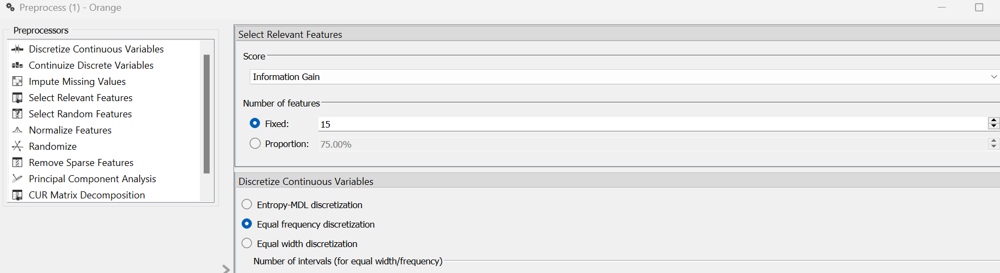 Preprocess (1) - Orange
Preprocessors
Discretize Continuous Variables
Continuize Discrete Variables
Impute Missing Values
Select Relevant Features
Select Random Features
Normalize Features
Randomize
Remove Sparse Features
Principal Component Analysis
CUR Matrix Decomposition
Select Relevant Features
Score
Information Gain
Number of features
Fixed: 15
Proportion: 75.00%
Discretize Continuous Variables
Entropy-MDL discretization
Equal frequency discretization
Equal width discretization
Number of intervals (for equal width/frequency)